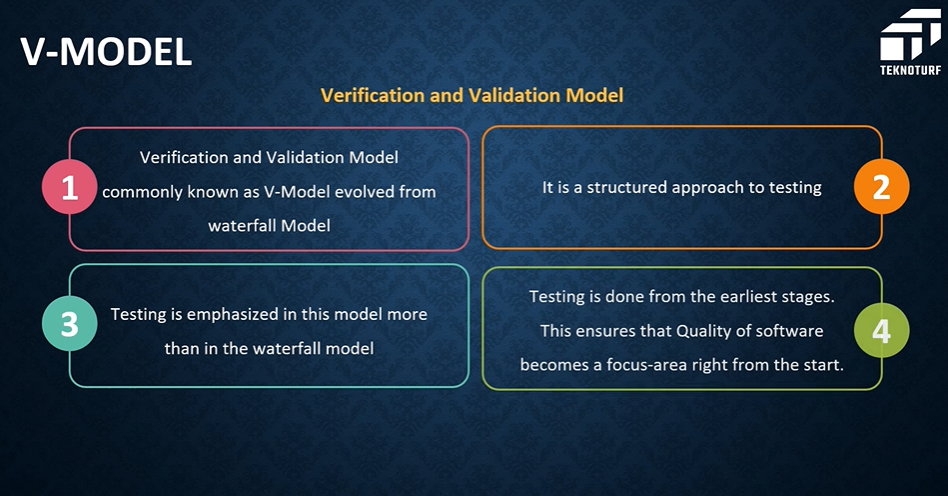 V-MODEL
TEKNOTURF
Verification and Validation Model
1
Verification and Validation Model
commonly known as V-Model evolved from
waterfall Model
It is a structured approach to testing
2
3
Testing is emphasized in this model more
than in the waterfall model
Testing is done from the earliest stages.
This ensures that Quality of software
becomes a focus-area right from the start.
4